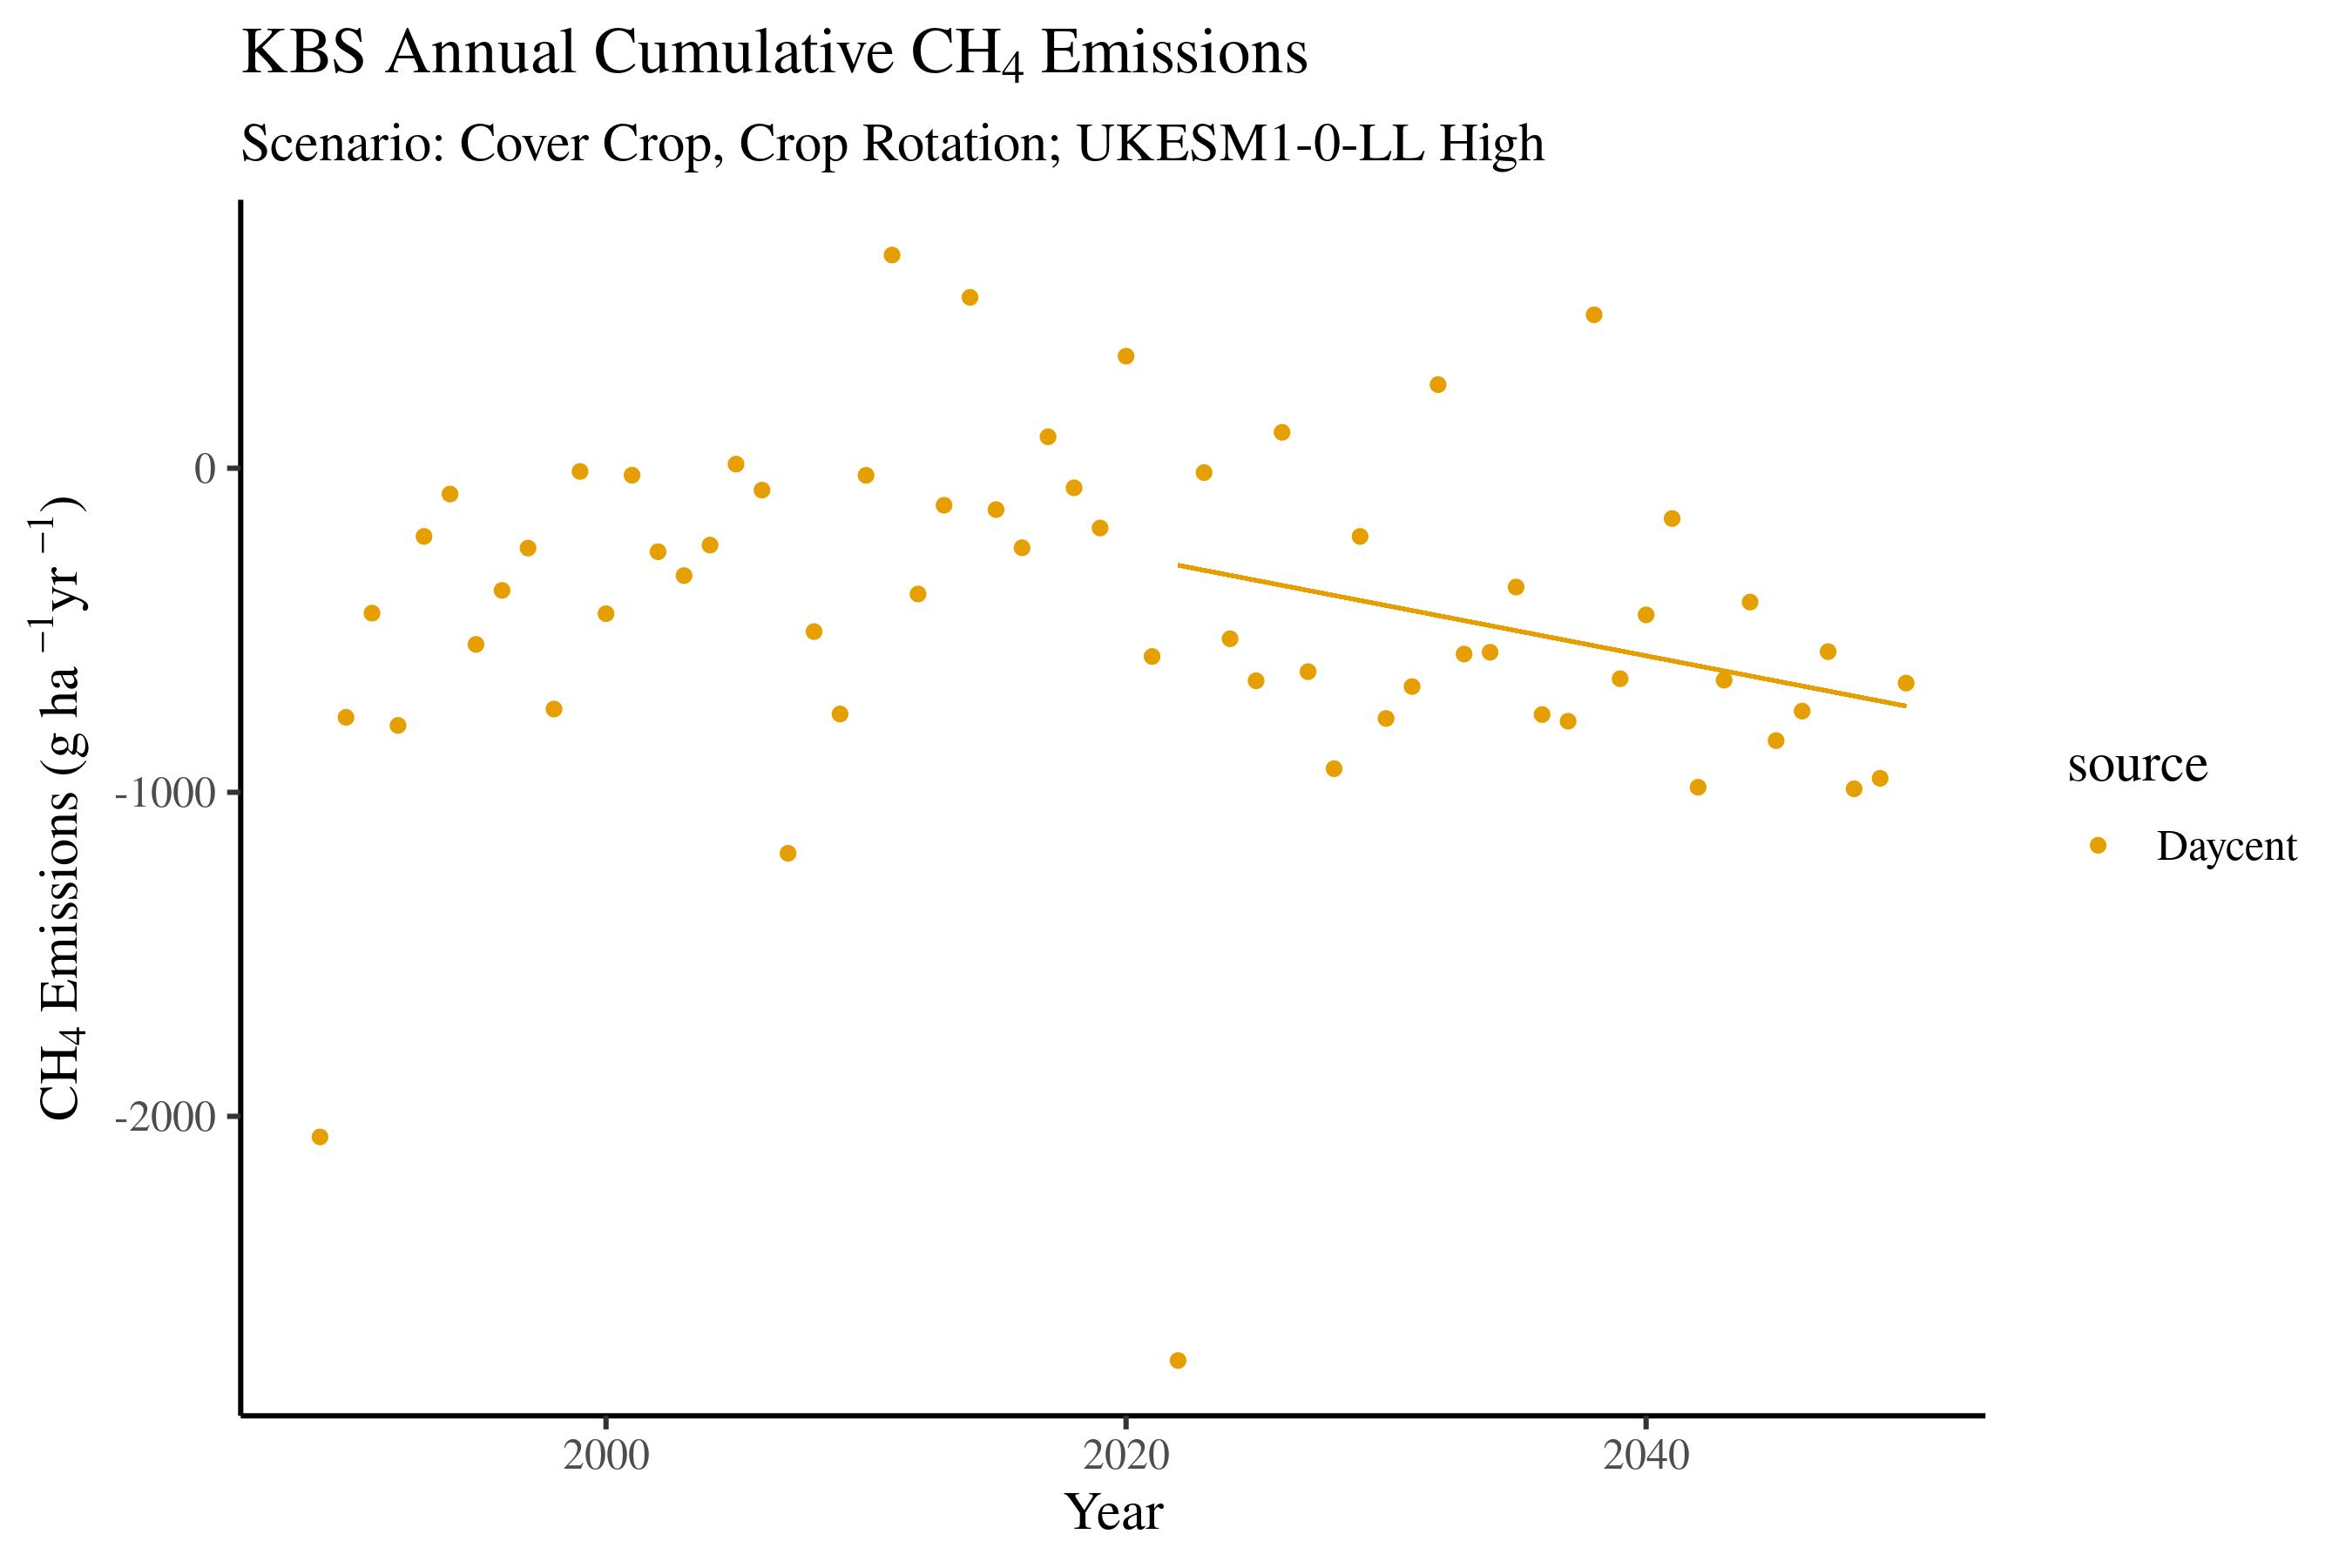 KBS Annual Cumulative CH₄ Emissions
Scenario: Cover Crop, Crop Rotation; UKESM1-0-LL High
CH₄ Emissions (g ha ⁻¹yr ⁻¹)
0
-1000
-2000
2000
2020
2040
Year
source
Daycent